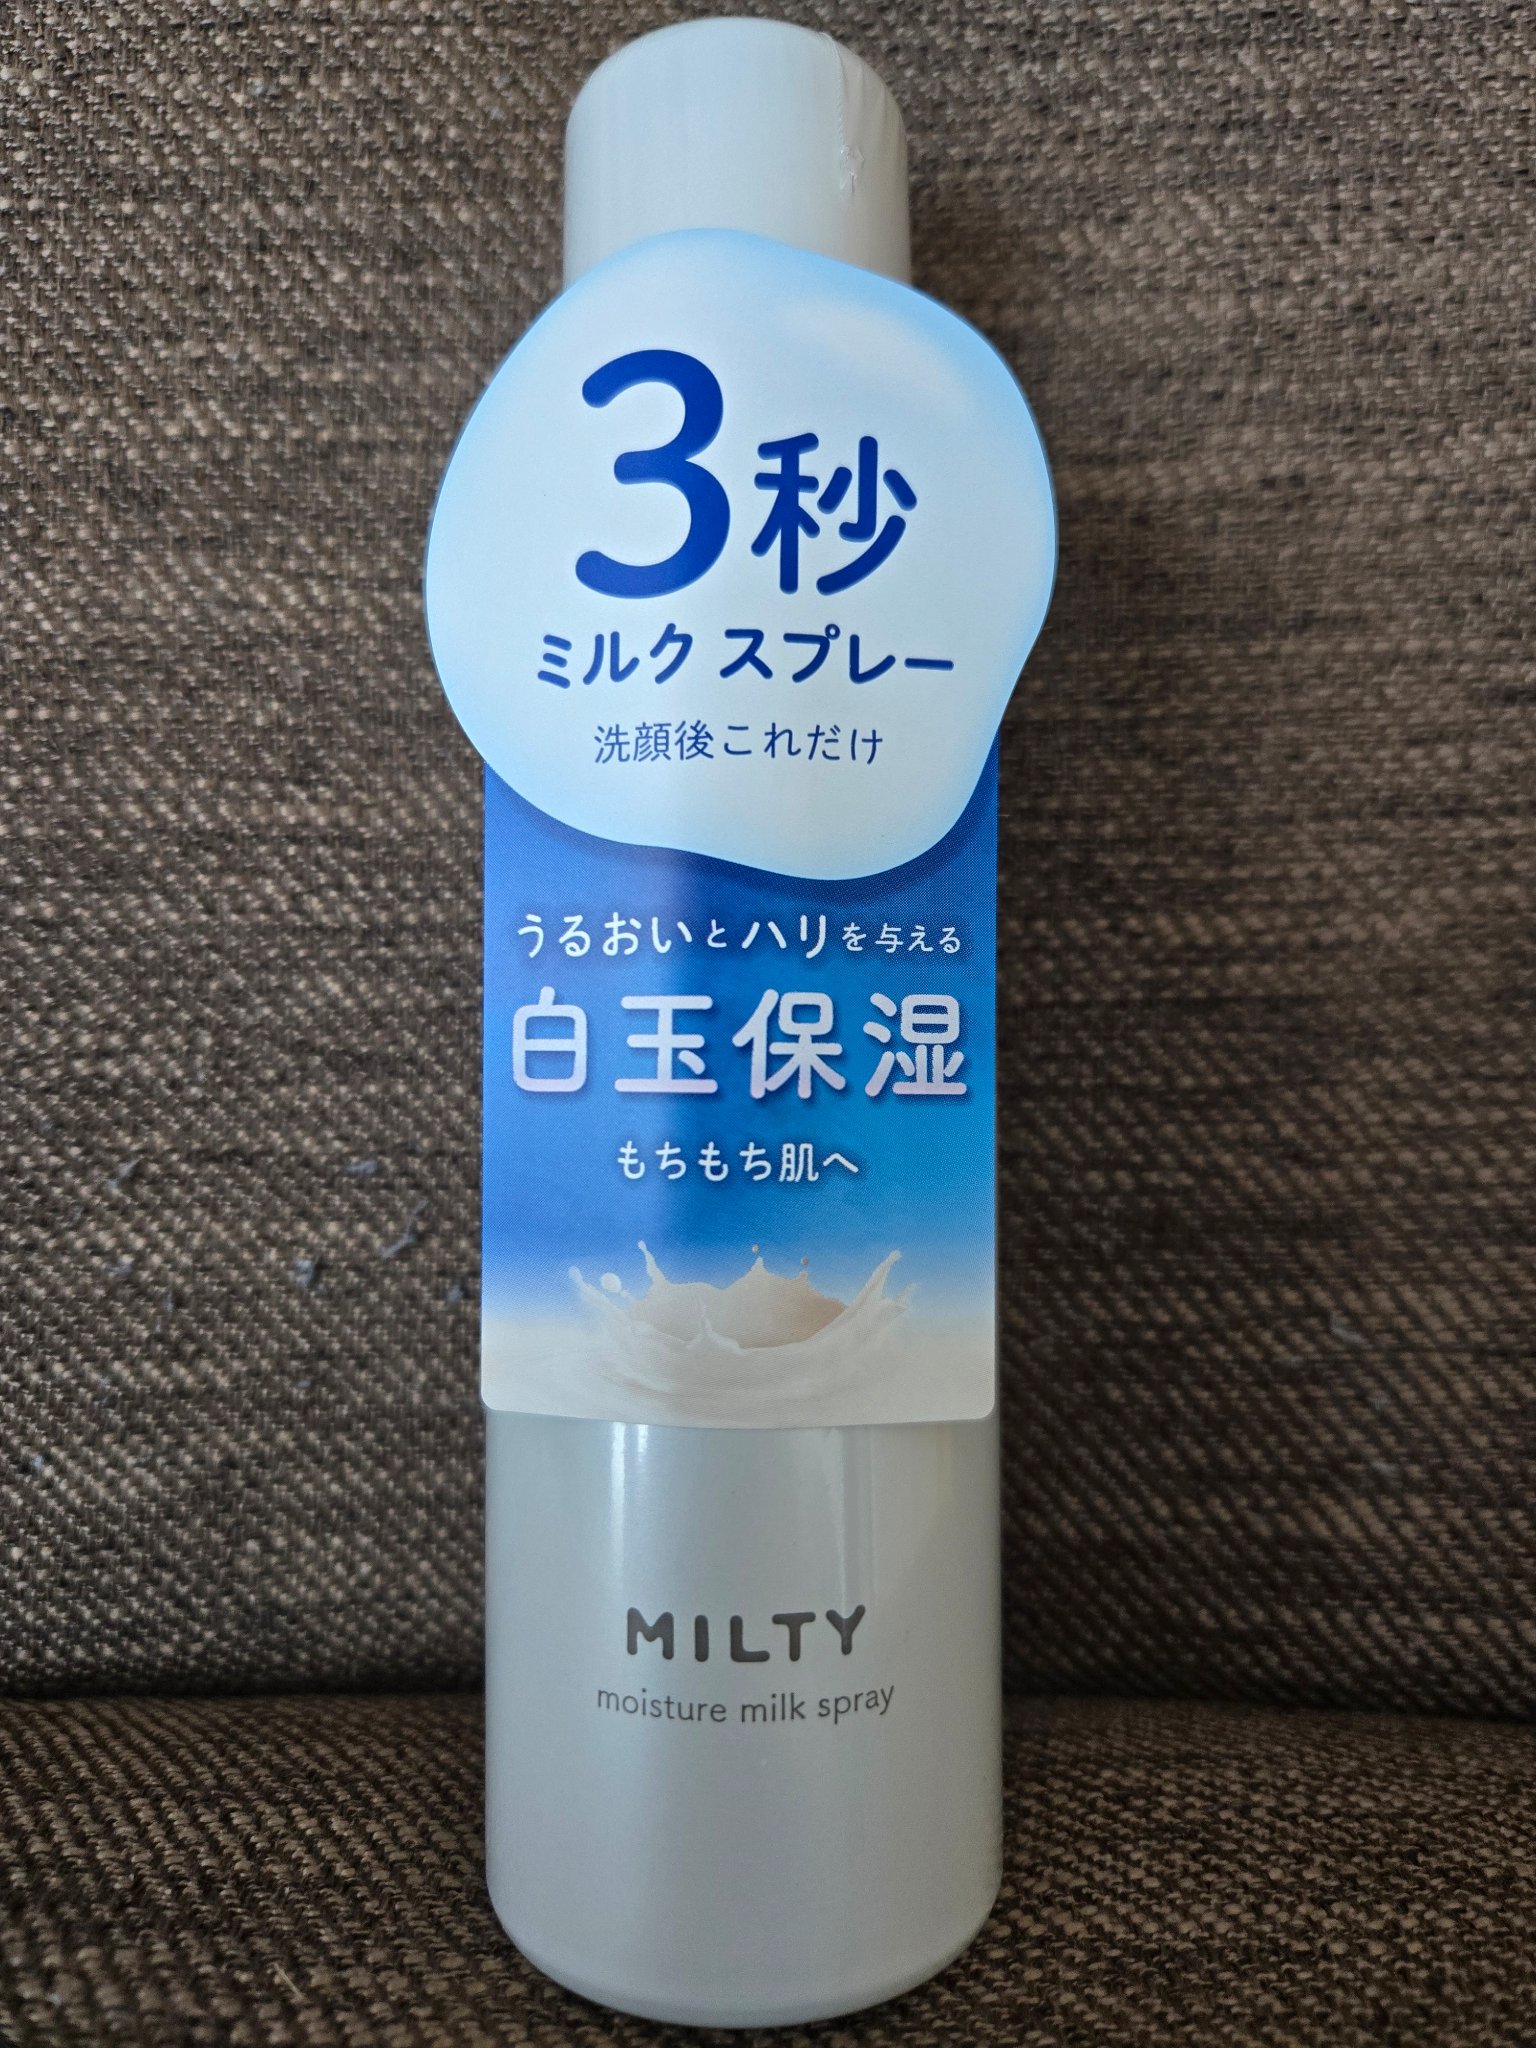 3秒
ミルク スプレー
洗顔後これだけ
うるおいとハリを与える
白玉保湿
もちもち肌へ
MILTY
moisture milk spray